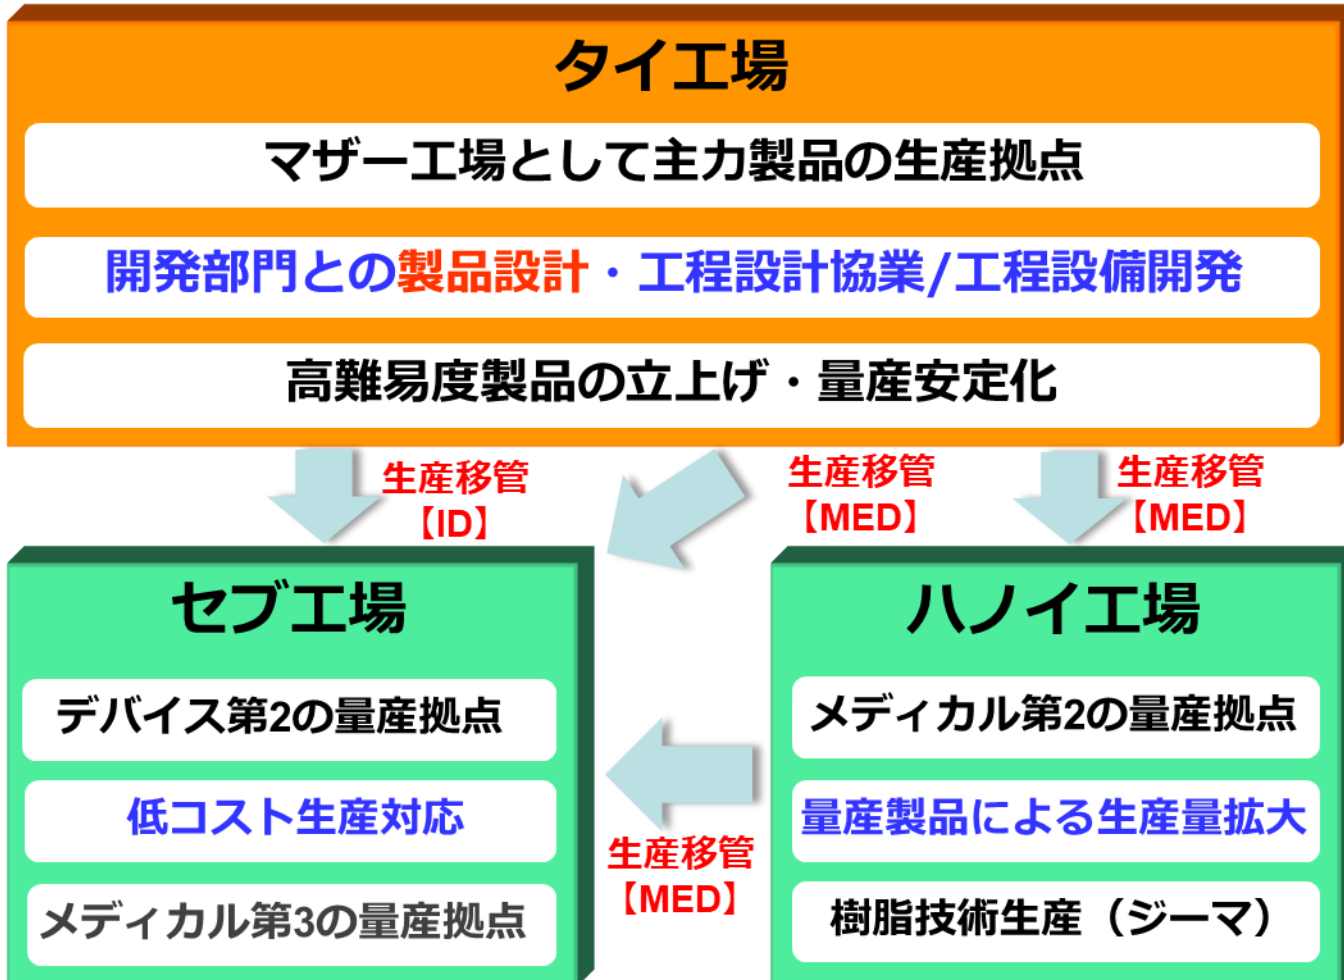 タイ工場
マザー工場として主力製品の生産拠点
開発部門との製品設計・工程設計協業/工程設備開発
高難易度製品の立上げ・量産安定化
生産移管
【ID】
生産移管
【MED】
生産移管
【MED】
セブ工場
デバイス第2の量産拠点
低コスト生産対応
メディカル第3の量産拠点
生産移管
【MED】
ハノイ工場
メディカル第2の量産拠点
量産製品による生産量拡大
樹脂技術生産（ジーマ）